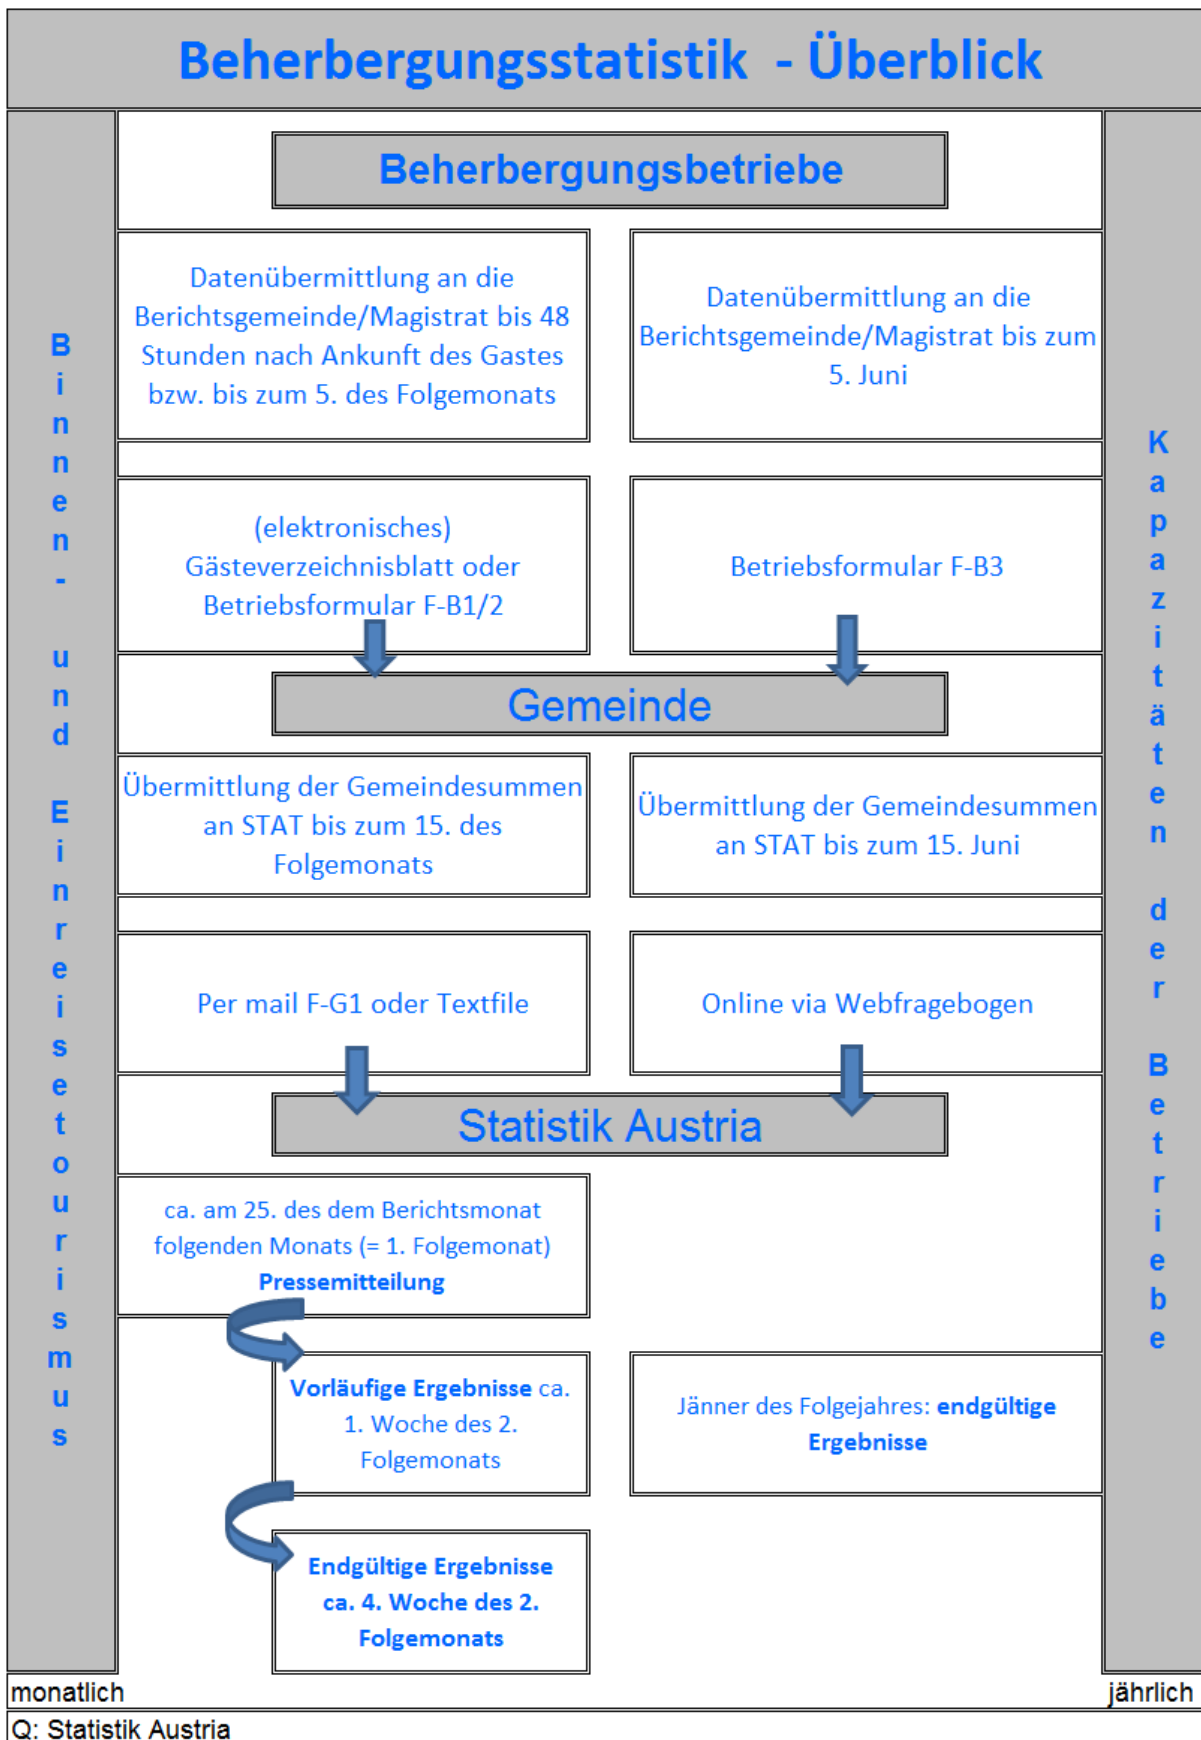 Beherbergungsstatistik - Überblick
Binnen- und Einreisetourismus
Beherbergungsbetriebe
Datenübermittlung an die
Berichtsgemeinde/Magistrat bis 48
Stunden nach Ankunft des Gastes
bzw. bis zum 5. des Folgemonats
Datenübermittlung an die
Berichtsgemeinde/Magistrat bis zum
5. Juni
(elektronisches)
Gästeverzeichnisblatt oder
Betriebsformular F-B1/2
Betriebsformular F-B3
Gemeinde
Übermittlung der Gemeindesummen
an STAT bis zum 15. des
Folgemonats
Übermittlung der Gemeindesummen
an STAT bis zum 15. Juni
Per mail F-G1 oder Textfile
Online via Webfragebogen
Statistik Austria
ca. am 25. des dem Berichtsmonat
folgenden Monats (= 1. Folgemonat)
Pressemitteilung
Vorläufige Ergebnisse ca.
1. Woche des 2.
Folgemonats
Jänner des Folgejahres: endgültige
Ergebnisse
Endgültige Ergebnisse
ca. 4. Woche des 2.
Folgemonats
Kapazitäten der Betriebe
monatlich
jährlich
Q: Statistik Austria